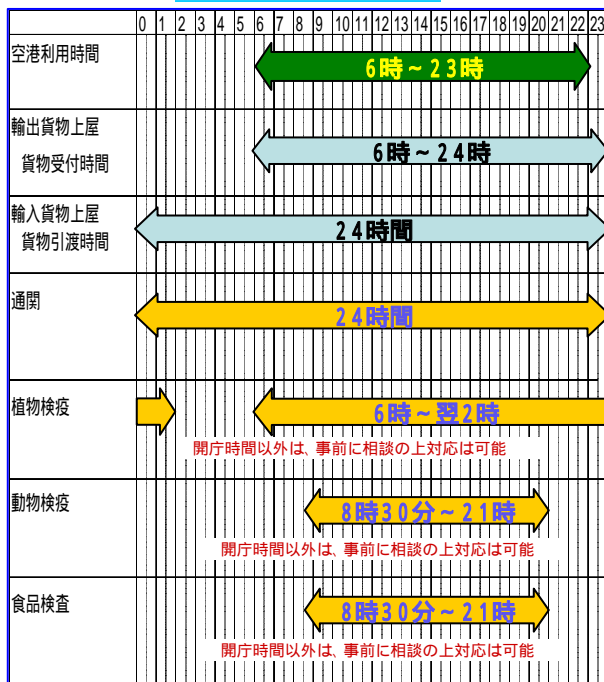 0 1 2 3 4 5 6 7 8 9 10 11 12 13 14 15 16 17 18 19 20 21 22 23
空港利用時間
6時～23時
輸出貨物上屋
貨物受付時間
6時～24時
輸入貨物上屋
貨物引渡時間
24時間
通関
24時間
植物検疫
6時～翌2時
開庁時間以外は、事前に相談の上対応は可能
動物検疫
8時30分～21時
開庁時間以外は、事前に相談の上対応は可能
食品検査
8時30分～21時
開庁時間以外は、事前に相談の上対応は可能